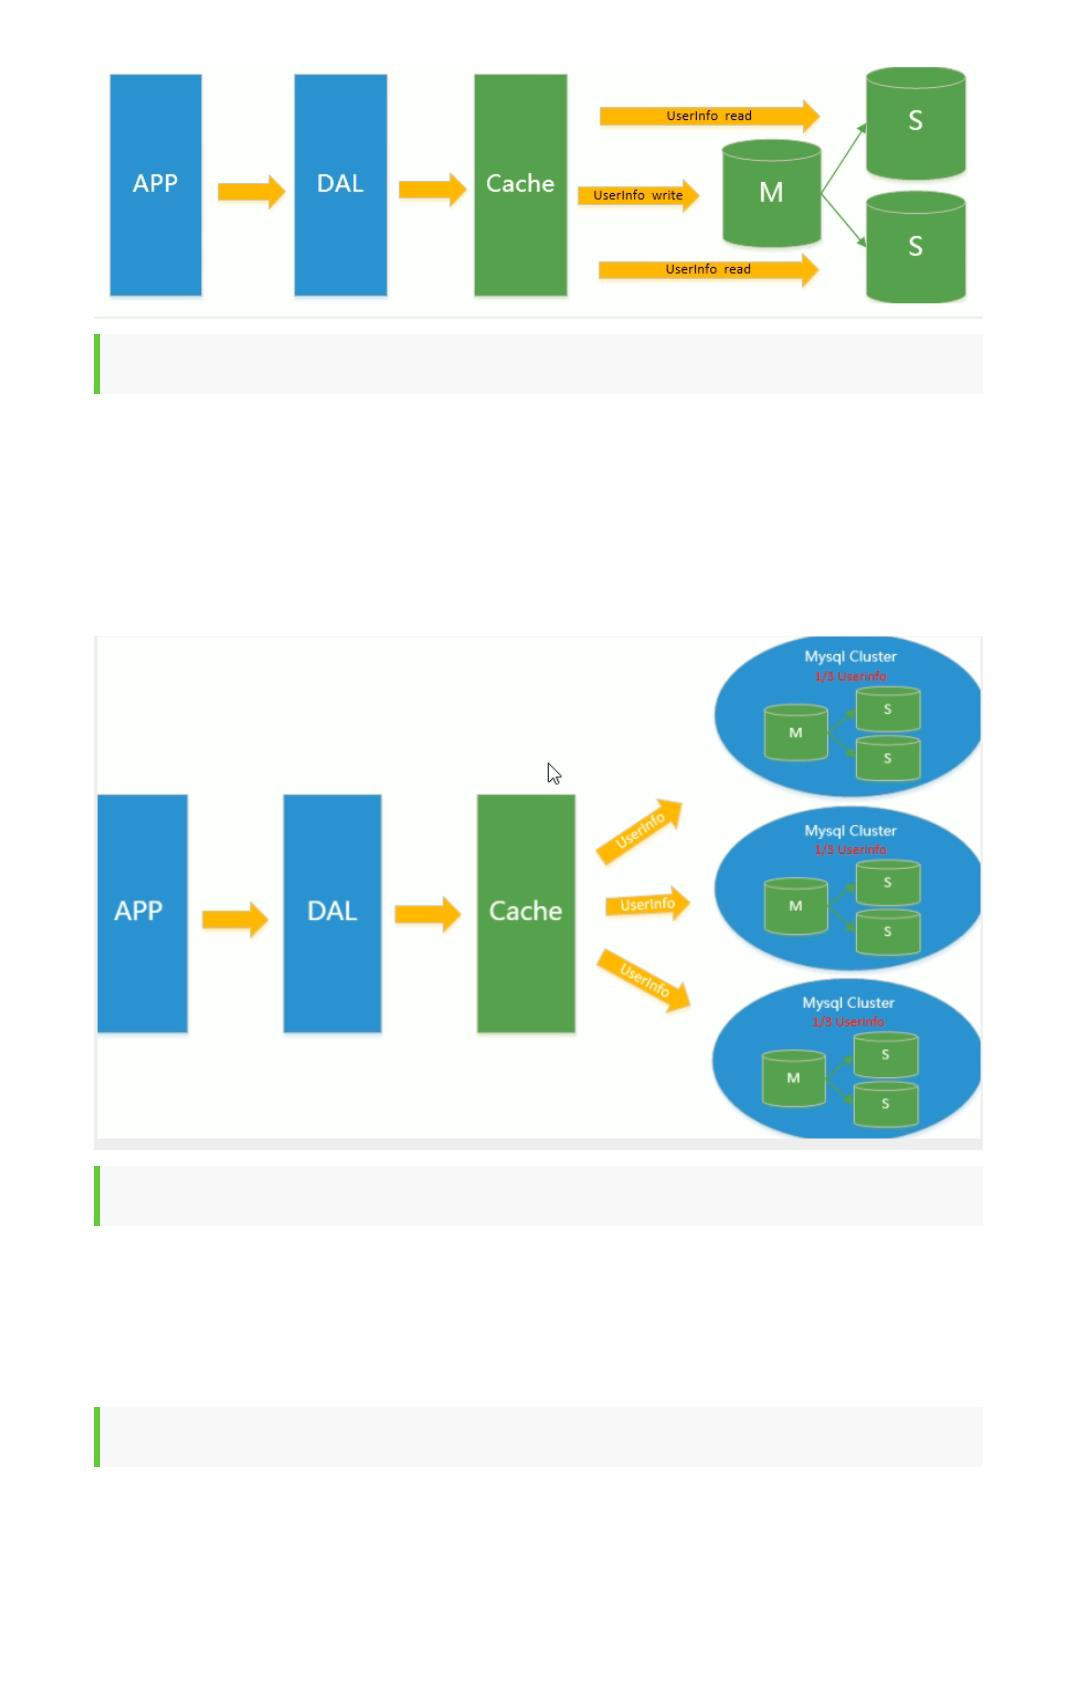 UserInfo read
S
APP
DAL
Cache
UserInfo write
M
S
UserInfo read
Mysql Cluster
1/3 Userinfo
S
M
S
UserInfo
Mysql Cluster
1/3 Userinfo
S
M
S
APP
DAL
Cache
UserInfo
UserInfo
Mysql Cluster
1/3 Userinfo
S
M
S